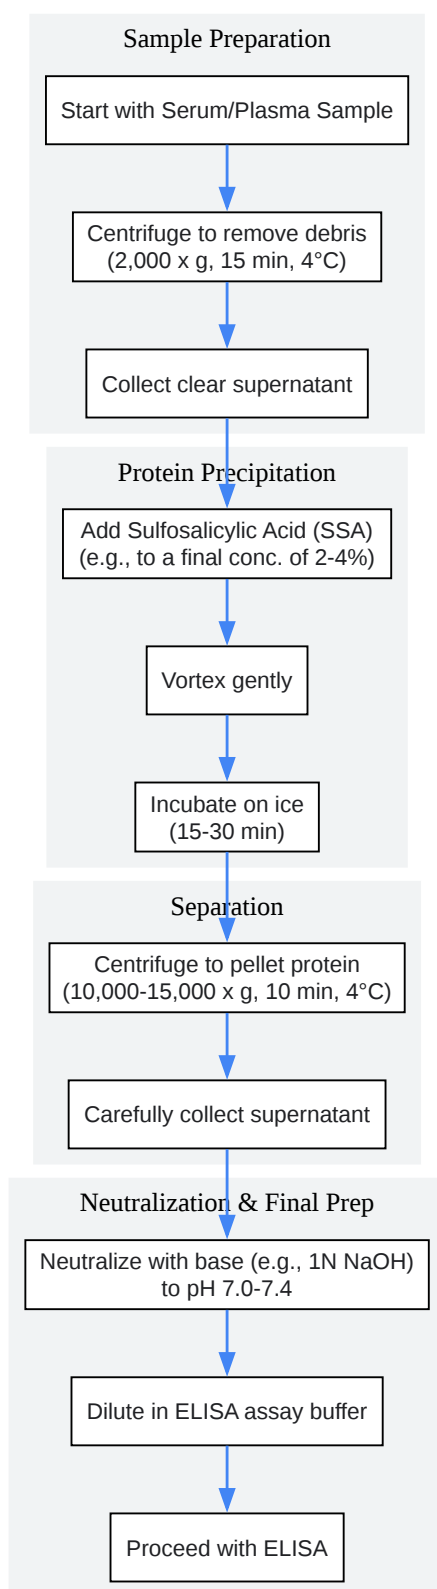 Sample Preparation
Start with Serum/Plasma Sample
Centrifuge to remove debris
(2,000 x g, 15 min, 4°C)
Collect clear supernatant
Protein Precipitation
Add Sulfosalicylic Acid (SSA)
(e.g., to a final conc. of 2-4%)
Vortex gently
Incubate on ice
(15-30 min)
Separation
Centrifuge to pellet protein
(10,000-15,000 x g, 10 min, 4°C)
Carefully collect supernatant
Neutralization & Final Prep
Neutralize with base (e.g., 1N NaOH)
to pH 7.0-7.4
Dilute in ELISA assay buffer
Proceed with ELISA